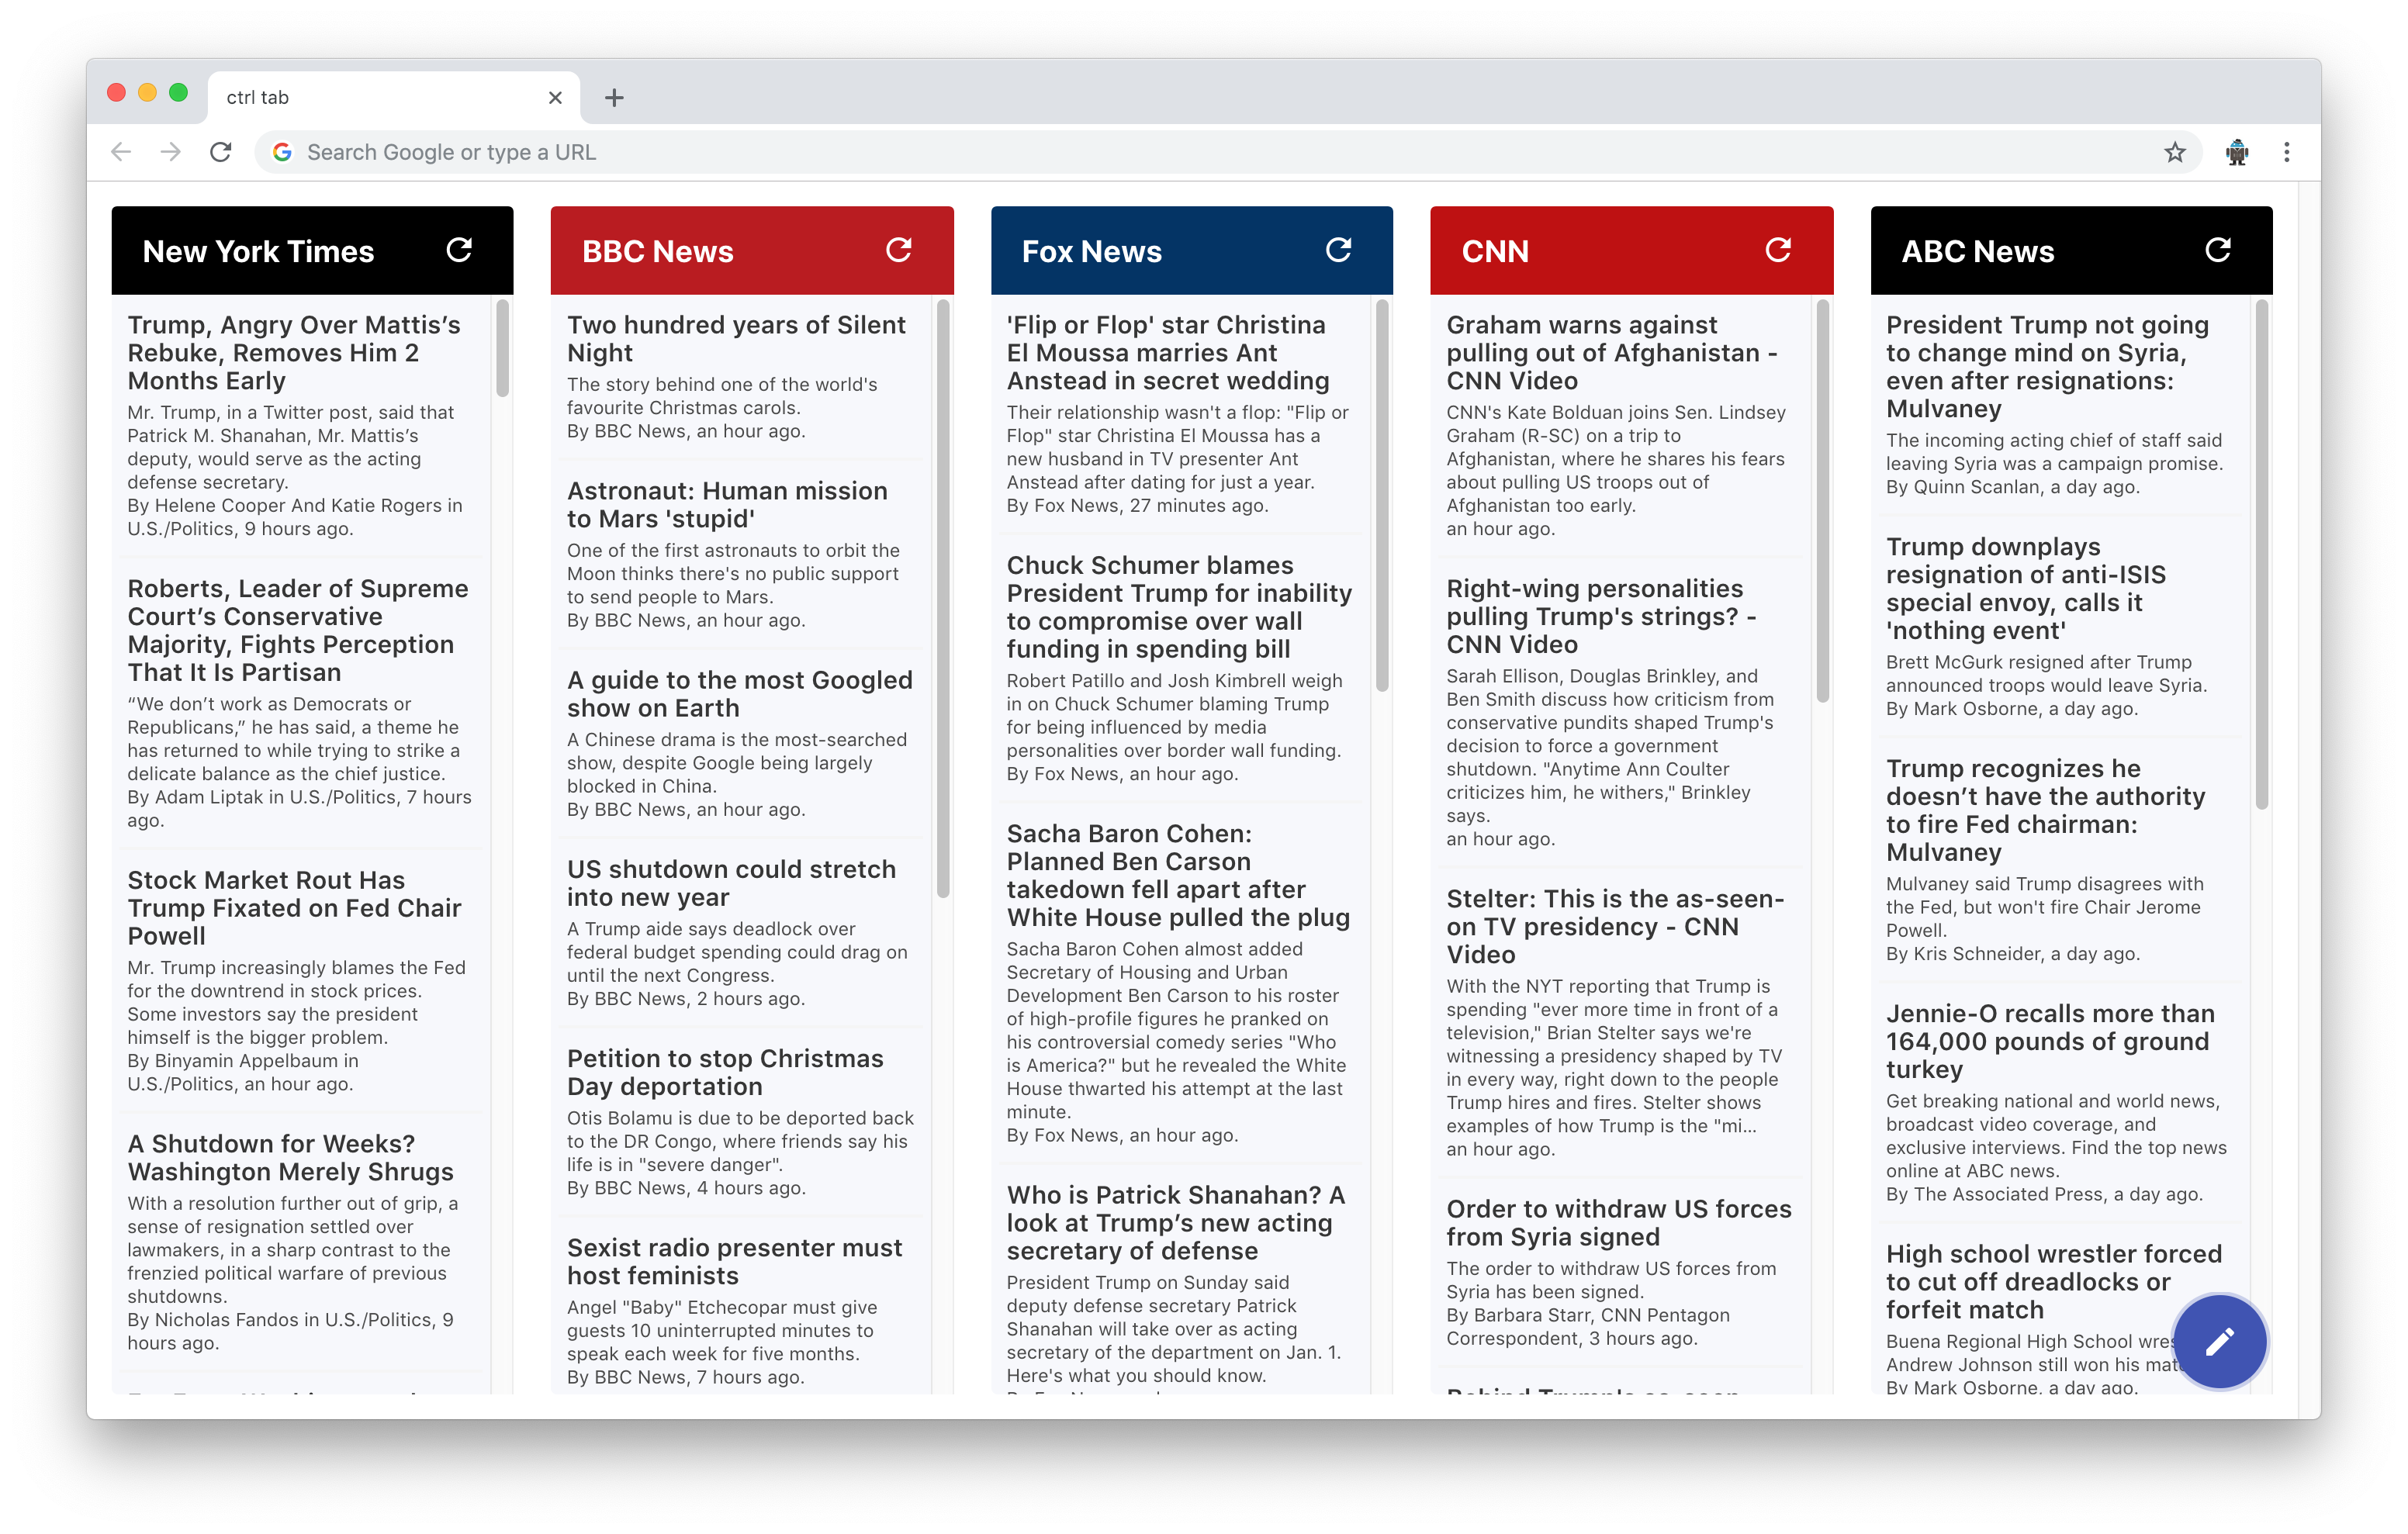 ctrl tab
Search Google or type a URL
New York Times
Trump, Angry Over Mattis’s
Rebuke, Removes Him 2
Months Early
Mr. Trump, in a Twitter post, said that
Patrick M. Shanahan, Mr. Mattis’s
deputy, would serve as the acting
defense secretary.
By Helene Cooper And Katie Rogers in
U.S./Politics, 9 hours ago.
Roberts, Leader of Supreme
Court’s Conservative
Majority, Fights Perception
That It Is Partisan
“We don’t work as Democrats or
Republicans,” he has said, a theme he
has returned to while trying to strike a
delicate balance as the chief justice.
By Adam Liptak in U.S./Politics, 7 hours
ago.
Stock Market Rout Has
Trump Fixated on Fed Chair
Powell
Mr. Trump increasingly blames the Fed
for the downtrend in stock prices.
Some investors say the president
himself is the bigger problem.
By Binyamin Appelbaum in
U.S./Politics, an hour ago.
A Shutdown for Weeks?
Washington Merely Shrugs
With a resolution further out of grip, a
sense of resignation settled over
lawmakers, in a sharp contrast to the
frenzied political warfare of previous
shutdowns.
By Nicholas Fandos in U.S./Politics, 9
hours ago.
BBC News
Two hundred years of Silent
Night
The story behind one of the world's
favourite Christmas carols.
By BBC News, an hour ago.
Astronaut: Human mission
to Mars 'stupid'
One of the first astronauts to orbit the
Moon thinks there's no public support
to send people to Mars.
By BBC News, an hour ago.
A guide to the most Googled
show on Earth
A Chinese drama is the most-searched
show, despite Google being largely
blocked in China.
By BBC News, an hour ago.
US shutdown could stretch
into new year
A Trump aide says deadlock over
federal budget spending could drag on
until the next Congress.
By BBC News, 2 hours ago.
Petition to stop Christmas
Day deportation
Otis Bolamu is due to be deported back
to the DR Congo, where friends say his
life is in "severe danger".
By BBC News, 4 hours ago.
Sexist radio presenter must
host feminists
Angel "Baby" Etchecopar must give
guests 10 uninterrupted minutes to
speak each week for five months.
By BBC News, 7 hours ago.
Fox News
'Flip or Flop' star Christina
El Moussa marries Ant
Anstead in secret wedding
Their relationship wasn't a flop: "Flip or
Flop" star Christina El Moussa has a
new husband in TV presenter Ant
Anstead after dating for just a year.
By Fox News, 27 minutes ago.
Chuck Schumer blames
President Trump for inability
to compromise over wall
funding in spending bill
Robert Patillo and Josh Kimbrell weigh
in on Chuck Schumer blaming Trump
for being influenced by media
personalities over border wall funding.
By Fox News, an hour ago.
Sacha Baron Cohen:
Planned Ben Carson
takedown fell apart after
White House pulled the plug
Sacha Baron Cohen almost added
Secretary of Housing and Urban
Development Ben Carson to his roster
of high-profile figures he pranked on
his controversial comedy series "Who
is America?" but he revealed the White
House thwarted his attempt at the last
minute.
By Fox News, an hour ago.
Who is Patrick Shanahan? A
look at Trump’s new acting
secretary of defense
President Trump on Sunday said
deputy defense secretary Patrick
Shanahan will take over as acting
secretary of the department on Jan. 1.
Here's what you should know.
CNN
Graham warns against
pulling out of Afghanistan -
CNN Video
CNN's Kate Bolduan joins Sen. Lindsey
Graham (R-SC) on a trip to
Afghanistan, where he shares his fears
about pulling US troops out of
Afghanistan too early.
an hour ago.
Right-wing personalities
pulling Trump's strings? -
CNN Video
Sarah Ellison, Douglas Brinkley, and
Ben Smith discuss how criticism from
conservative pundits shaped Trump's
decision to force a government
shutdown. "Anytime Ann Coulter
criticizes him, he withers," Brinkley
says.
an hour ago.
Stelter: This is the as-seen-
on TV presidency - CNN
Video
With the NYT reporting that Trump is
spending "ever more time in front of a
television," Brian Stelter says we're
witnessing a presidency shaped by TV
in every way, right down to the people
Trump hires and fires. Stelter shows
examples of how Trump is the "mi...
an hour ago.
Order to withdraw US forces
from Syria signed
The order to withdraw US forces from
Syria has been signed.
By Barbara Starr, CNN Pentagon
Correspondent, 3 hours ago.
ABC News
President Trump not going
to change mind on Syria,
even after resignations:
Mulvaney
The incoming acting chief of staff said
leaving Syria was a campaign promise.
By Quinn Scanlan, a day ago.
Trump downplays
resignation of anti-ISIS
special envoy, calls it
'nothing event'
Brett McGurk resigned after Trump
announced troops would leave Syria.
By Mark Osborne, a day ago.
Trump recognizes he
doesn’t have the authority
to fire Fed chairman:
Mulvaney
Mulvaney said Trump disagrees with
the Fed, but won't fire Chair Jerome
Powell.
By Kris Schneider, a day ago.
Jennie-O recalls more than
164,000 pounds of ground
turkey
Get breaking national and world news,
broadcast video coverage, and
exclusive interviews. Find the top news
online at ABC news.
By The Associated Press, a day ago.
High school wrestler forced
to cut off dreadlocks or
forfeit match
Buena Regional High School
Andrew Johnson still won his
By Mark Osborne, a day ago.